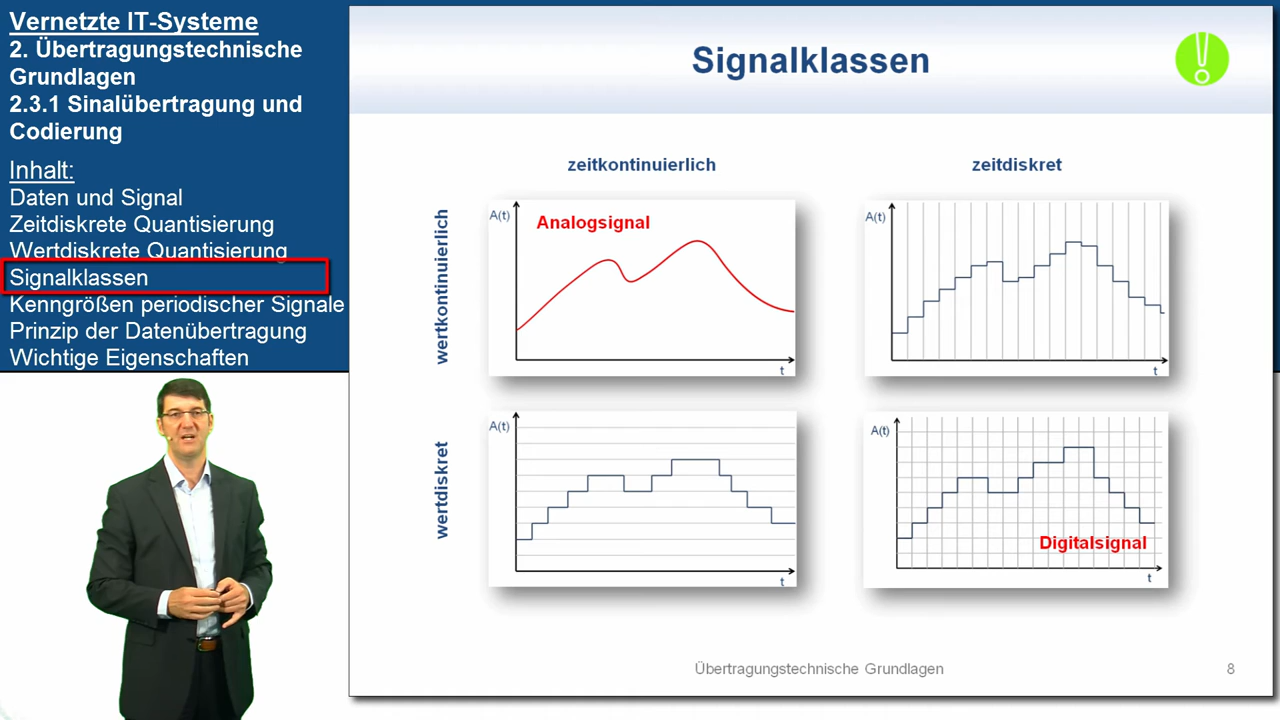 Vernetzte IT-Systeme
2. Übertragungstechnische
Grundlagen
2.3.1 Sinalübertragung und
Codierung
Inhalt:
Daten und Signal
Zeitdiskrete Quantisierung
Wertdiskrete Quantisierung
Signalklassen
Kenngrößen periodischer Signale
Prinzip der Datenübertragung
Wichtige Eigenschaften
Signalklassen
zeitkontinuierlich
zeitdiskret
wertkontinuierlich
A(t)
Analogsignal
t
A(t)
t
wertdiskret
A(t)
t
A(t)
Digitalsignal
t
Übertragungstechnische Grundlagen
8